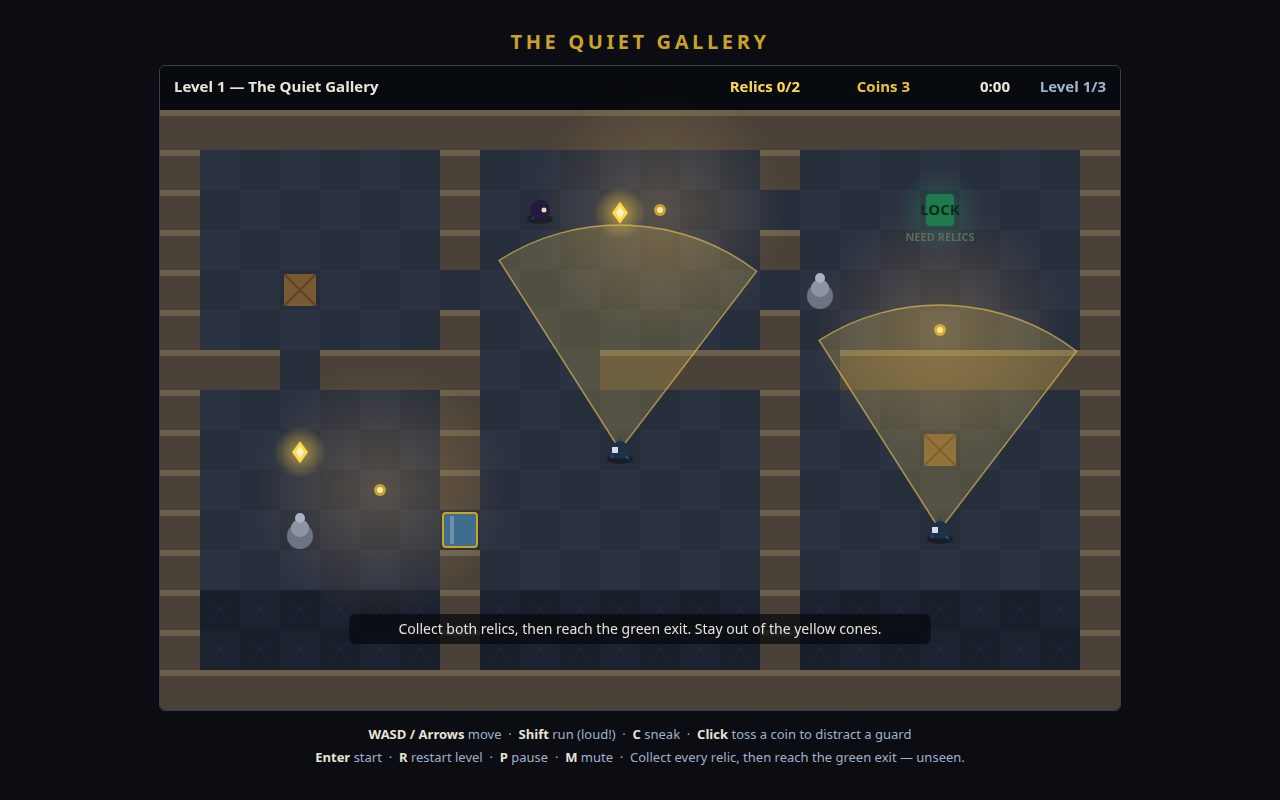 THE QUIET GALLERY
Level 1 — The Quiet Gallery Relics 0/2 Coins 3 0:00 Level 1/3
LOCK
NEED RELICS
Collect both relics, then reach the green exit. Stay out of the yellow cones.
WASD / Arrows move · Shift run (loud!) · C sneak · Click toss a coin to distract a guard
Enter start · R restart level · P pause · M mute · Collect every relic, then reach the green exit — unseen.